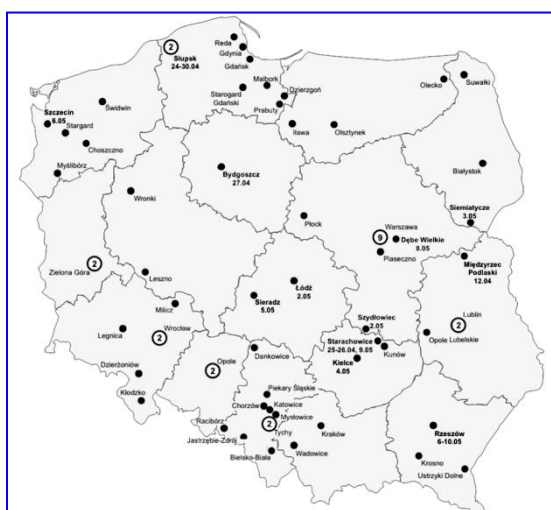 Reda
2
Gdynia
Słupsk
24-30.04
Gdańsk
Malbork
Olecko
Suwałki
Starogard
Gdański
Dzierzgoń
Prabuty
Świdwin
Szczecin
6.05
Stargard
Iława
Olsztynek
Choszczno
Myślibórz
Bydgoszcz
27.04
Białystok
Wronki
Siemiatycze
3.05
Płock
Warszawa
9
Dębe Wielkie
8.05
Piaseczno
Międzyrzec
Podlaski
12.04
2
Zielona Góra
Leszno
Łódź
2.05
Sieradz
5.05
Milicz
Szydłowiec
2.05
Lublin
2
Legnica
Wrocław
2
Starachowice
25-26.04, 9.05
Kunów
Opole
Lubelskie
Kielce
4.05
Dankowice
Opole
2
Dzierżoniów
Kłodzko
Piekary Śląskie
Chorzów
Katowice
Mysłowice
2
Tychy
Racibórz
Jastrzębie-Zdrój
Kraków
Rzeszów
6-10.05
Bielsko-Biała
Wadowice
Krosno
Ustrzyki Dolne